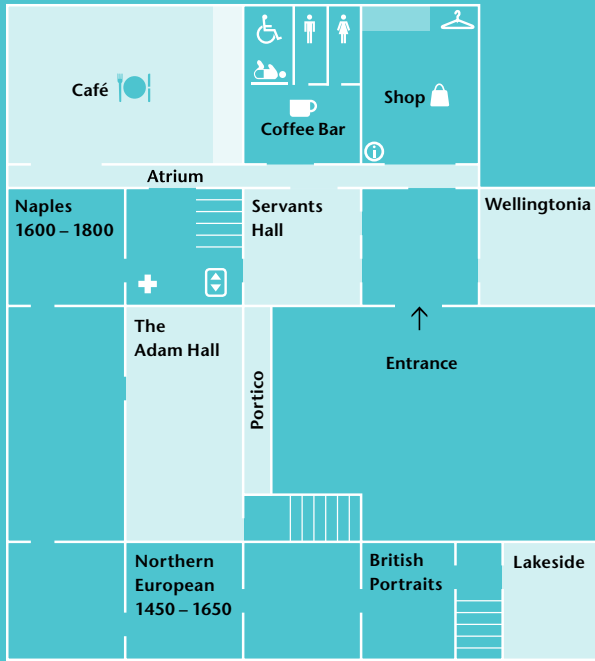 Café
Shop
Coffee Bar
i
Atrium
Naples
1600 – 1800
Servants
Hall
Wellingtonia
The
Adam Hall
Entrance
Portico
Northern
European
1450 – 1650
British
Portraits
Lakeside